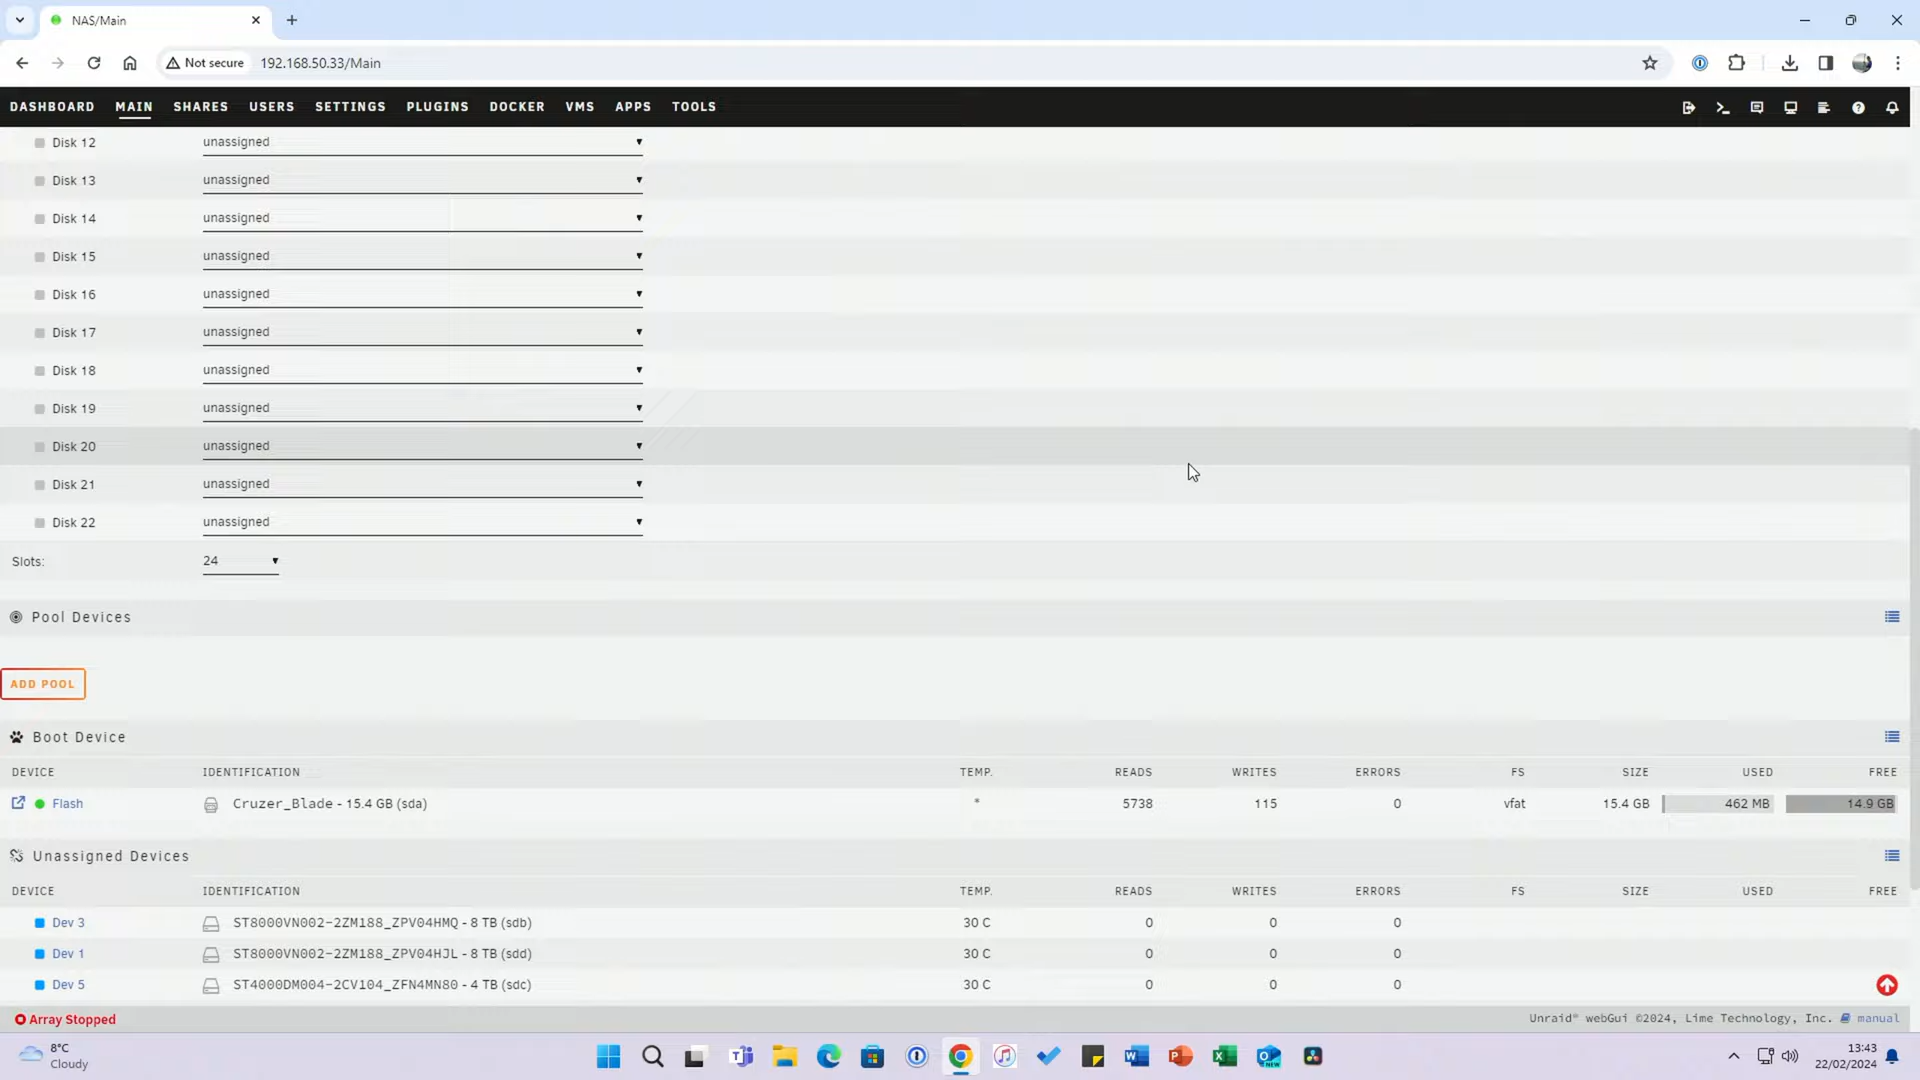 NAS/Main
Not secure 192.168.50.33/Main
DASHBOARD MAIN SHARES USERS SETTINGS PLUGINS DOCKER VMS APPS TOOLS
Disk 12 unassigned
Disk 13 unassigned
Disk 14 unassigned
Disk 15 unassigned
Disk 16 unassigned
Disk 17 unassigned
Disk 18 unassigned
Disk 19 unassigned
Disk 20 unassigned
Disk 21 unassigned
Disk 22 unassigned
Slots: 24
Pool Devices
ADD POOL
Boot Device
DEVICE IDENTIFICATION TEMP. READS WRITES ERRORS FS SIZE USED FREE
Flash Cruzer_Blade - 15.4 GB (sda) * 5738 115 0 vfat 15.4 GB 462 MB 14.9 GB
Unassigned Devices
DEVICE IDENTIFICATION TEMP. READS WRITES ERRORS FS SIZE USED FREE
Dev 3 ST8000VN002-2ZM188_ZPV04HMQ - 8 TB (sdb) 30 C 0 0 0
Dev 1 ST8000VN002-2ZM188_ZPV04HJL - 8 TB (sdd) 30 C 0 0 0
Dev 5 ST4000DM004-2CV104_ZFN4MN80 - 4 TB (sdc) 30 C 0 0 0
Array Stopped Unraid® webGui ©2024, Lime Technology, Inc. manual
8°C
Cloudy
13:43
22/02/2024